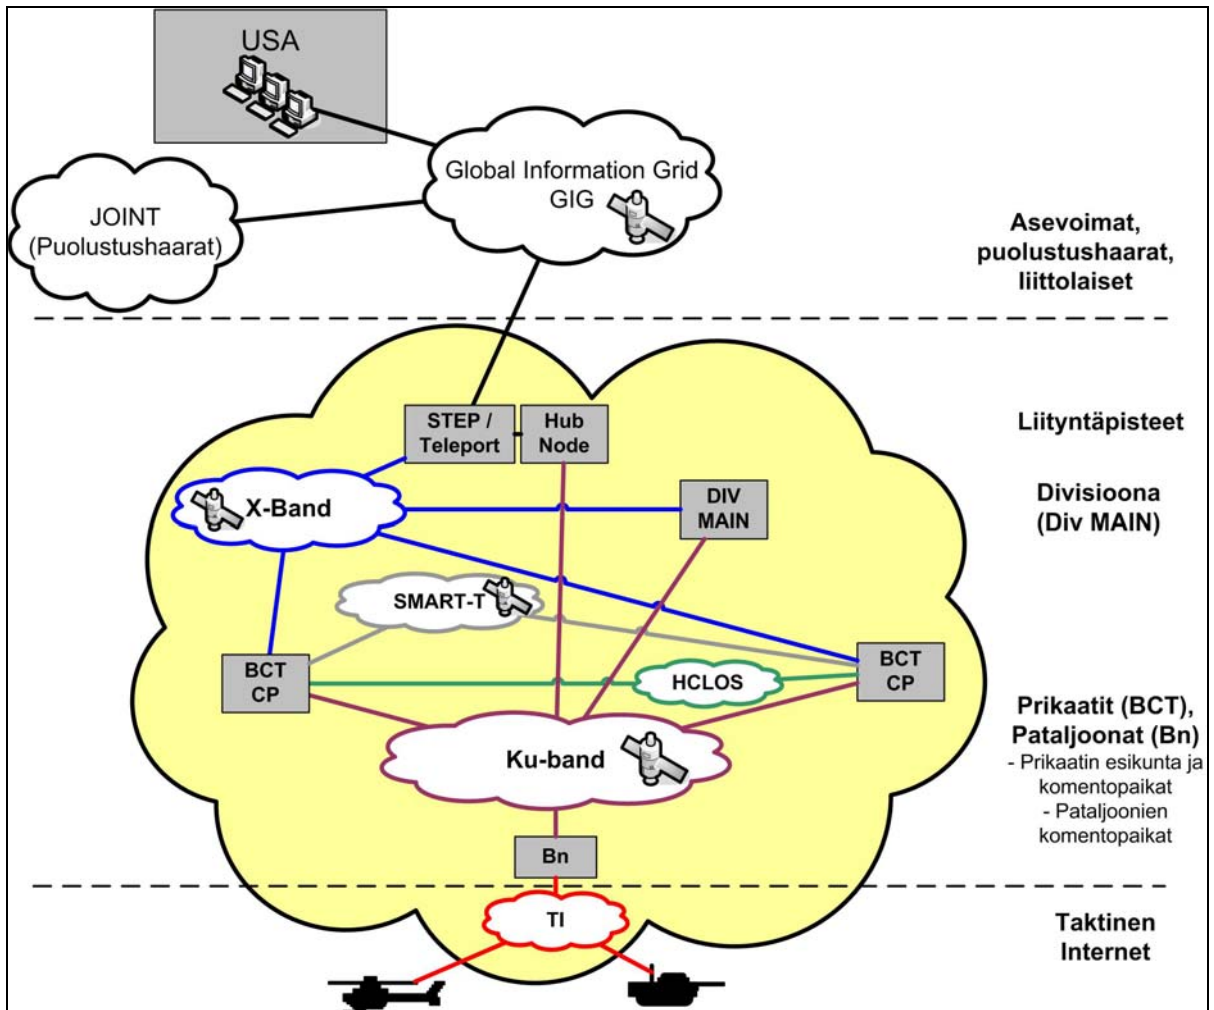 USA
Global Information Grid
GIG
JOINT
(Puolustushaarat)
Asevoimat,
puolustushaarat,
liittolaiset
STEP /
Teleport
Hub
Node
Liityntäpisteet
X-Band
DIV
MAIN
Divisioona
(Div MAIN)
SMART-T
BCT
CP
HCLOS
BCT
CP
Ku-band
Prikaatit (BCT),
Pataljoonat (Bn)
- Prikaatin esikunta ja
komentopaikat
- Pataljoonien
komentopaikat
Bn
TI
Taktinen
Internet